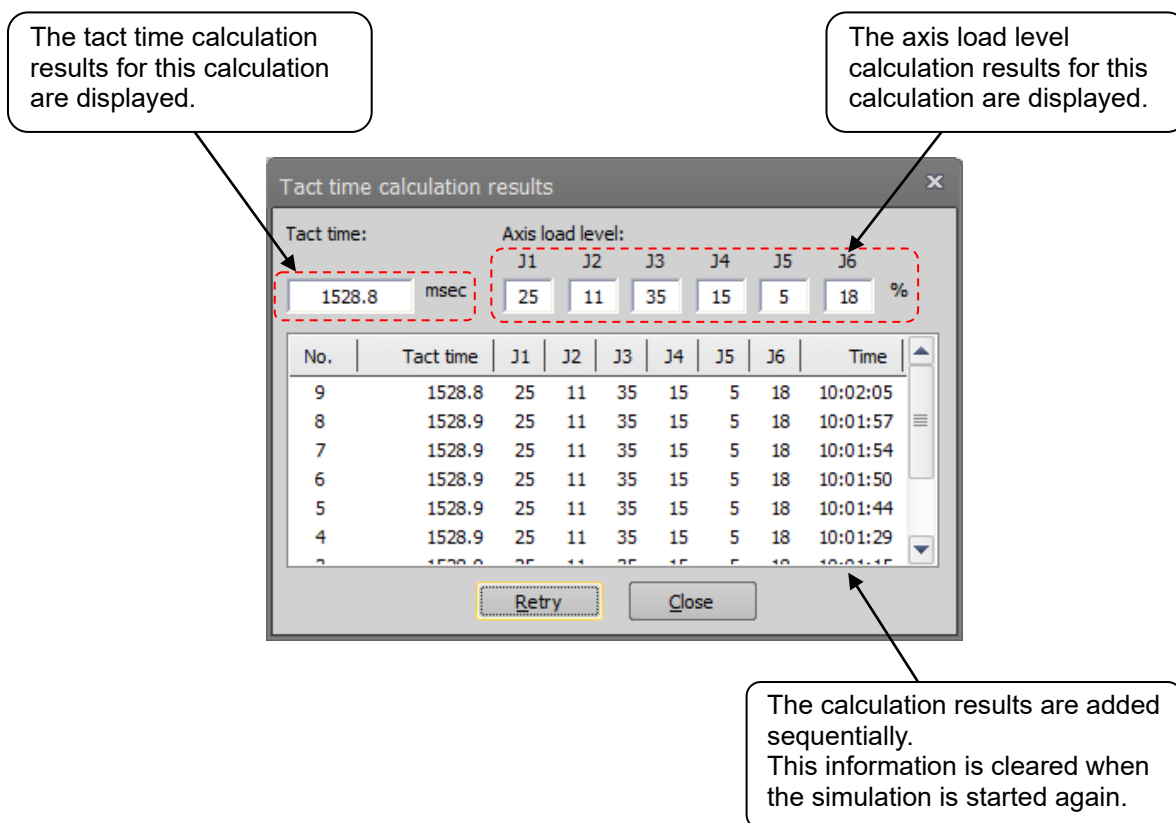 The tact time calculation
results for this calculation
are displayed.
The axis load level
calculation results for this
calculation are displayed.
Tact time calculation results
Tact time:
Axis load level:
J1 J2 J3 J4 J5 J6
1528.8 msec 25 11 35 15 5 18 %
No. Tact time J1 J2 J3 J4 J5 J6 Time
9 1528.8 25 11 35 15 5 18 10:02:05
8 1528.9 25 11 35 15 5 18 10:01:57
7 1528.9 25 11 35 15 5 18 10:01:54
6 1528.9 25 11 35 15 5 18 10:01:50
5 1528.9 25 11 35 15 5 18 10:01:44
4 1528.9 25 11 35 15 5 18 10:01:29
Retry Close
The calculation results are added
sequentially.
This information is cleared when
the simulation is started again.